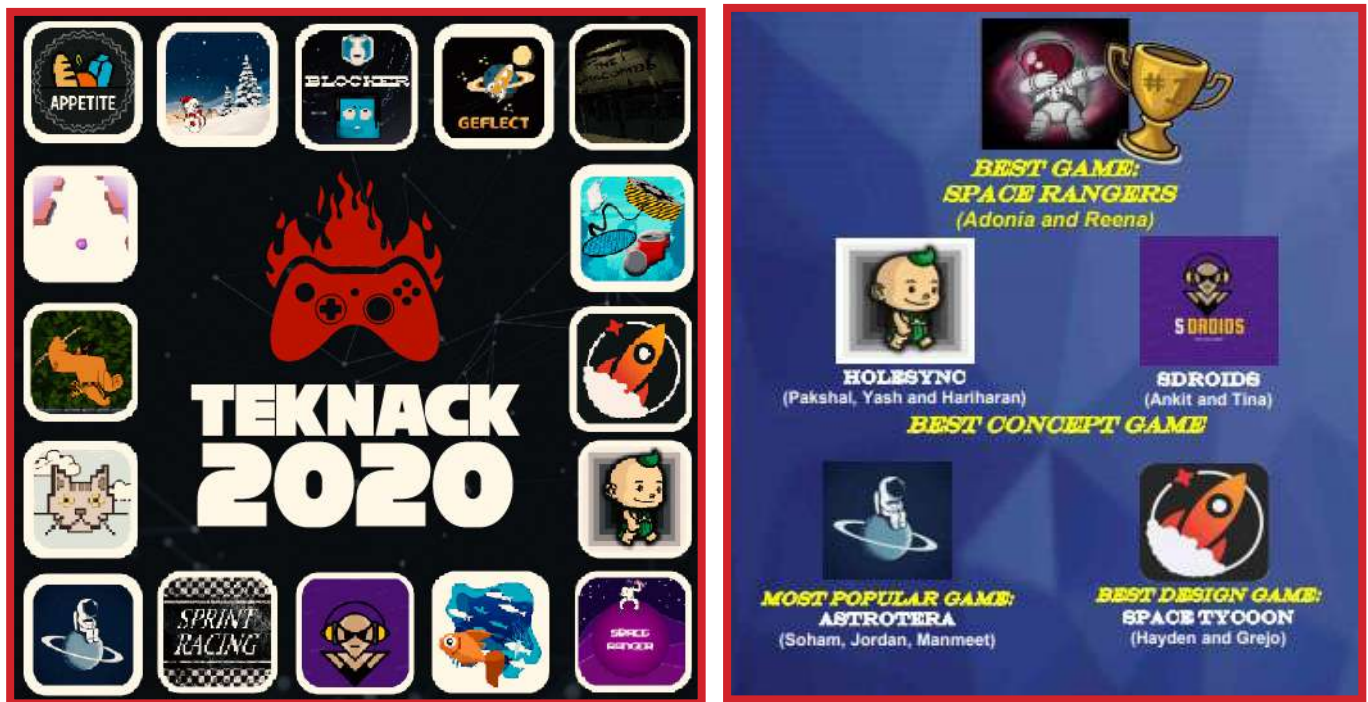 APPETITE
BLOCKER
GEFLECT
TEKNACK
2020
SPRINT
RACING
SPACE
RANGER
#1
BEST GAME:
SPACE RANGERS
(Adonia and Reena)
S DROIDS
HOLESYNC
(Pakshal, Yash and Hariharan)
SDROIDS
(Ankit and Tina)
BEST CONCEPT GAME
MOST POPULAR GAME:
ASTROTERA
(Soham, Jordan, Manmeet)
BEST DESIGN GAME:
SPACE TYCOON
(Hayden and Grejo)